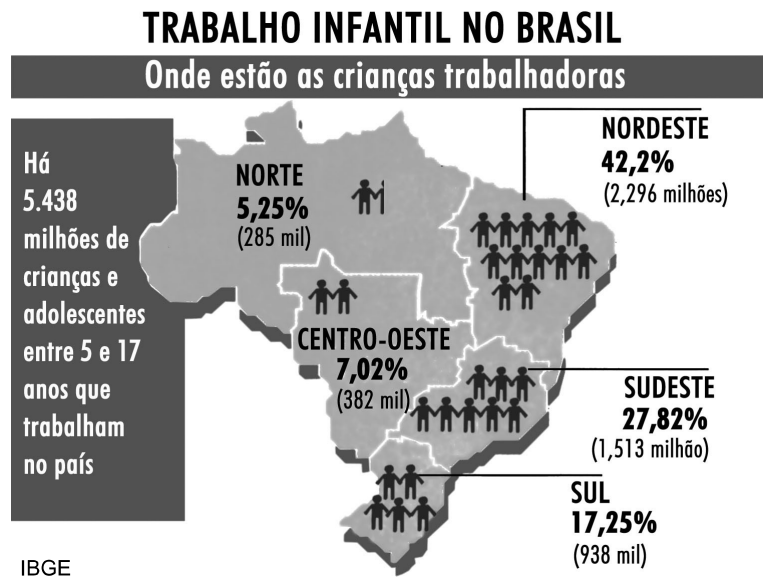 TRABALHO INFANTIL NO BRASIL
Onde estão as crianças trabalhadoras
Há
5.438
milhões de
crianças e
adolescentes
entre 5 e 17
anos que
trabalham
no país
NORTE
5,25%
(285 mil)
NORDESTE
42,2%
(2,296 milhões)
CENTRO-OESTE
7,02%
(382 mil)
SUDESTE
27,82%
(1,513 milhão)
SUL
17,25%
(938 mil)
IBGE